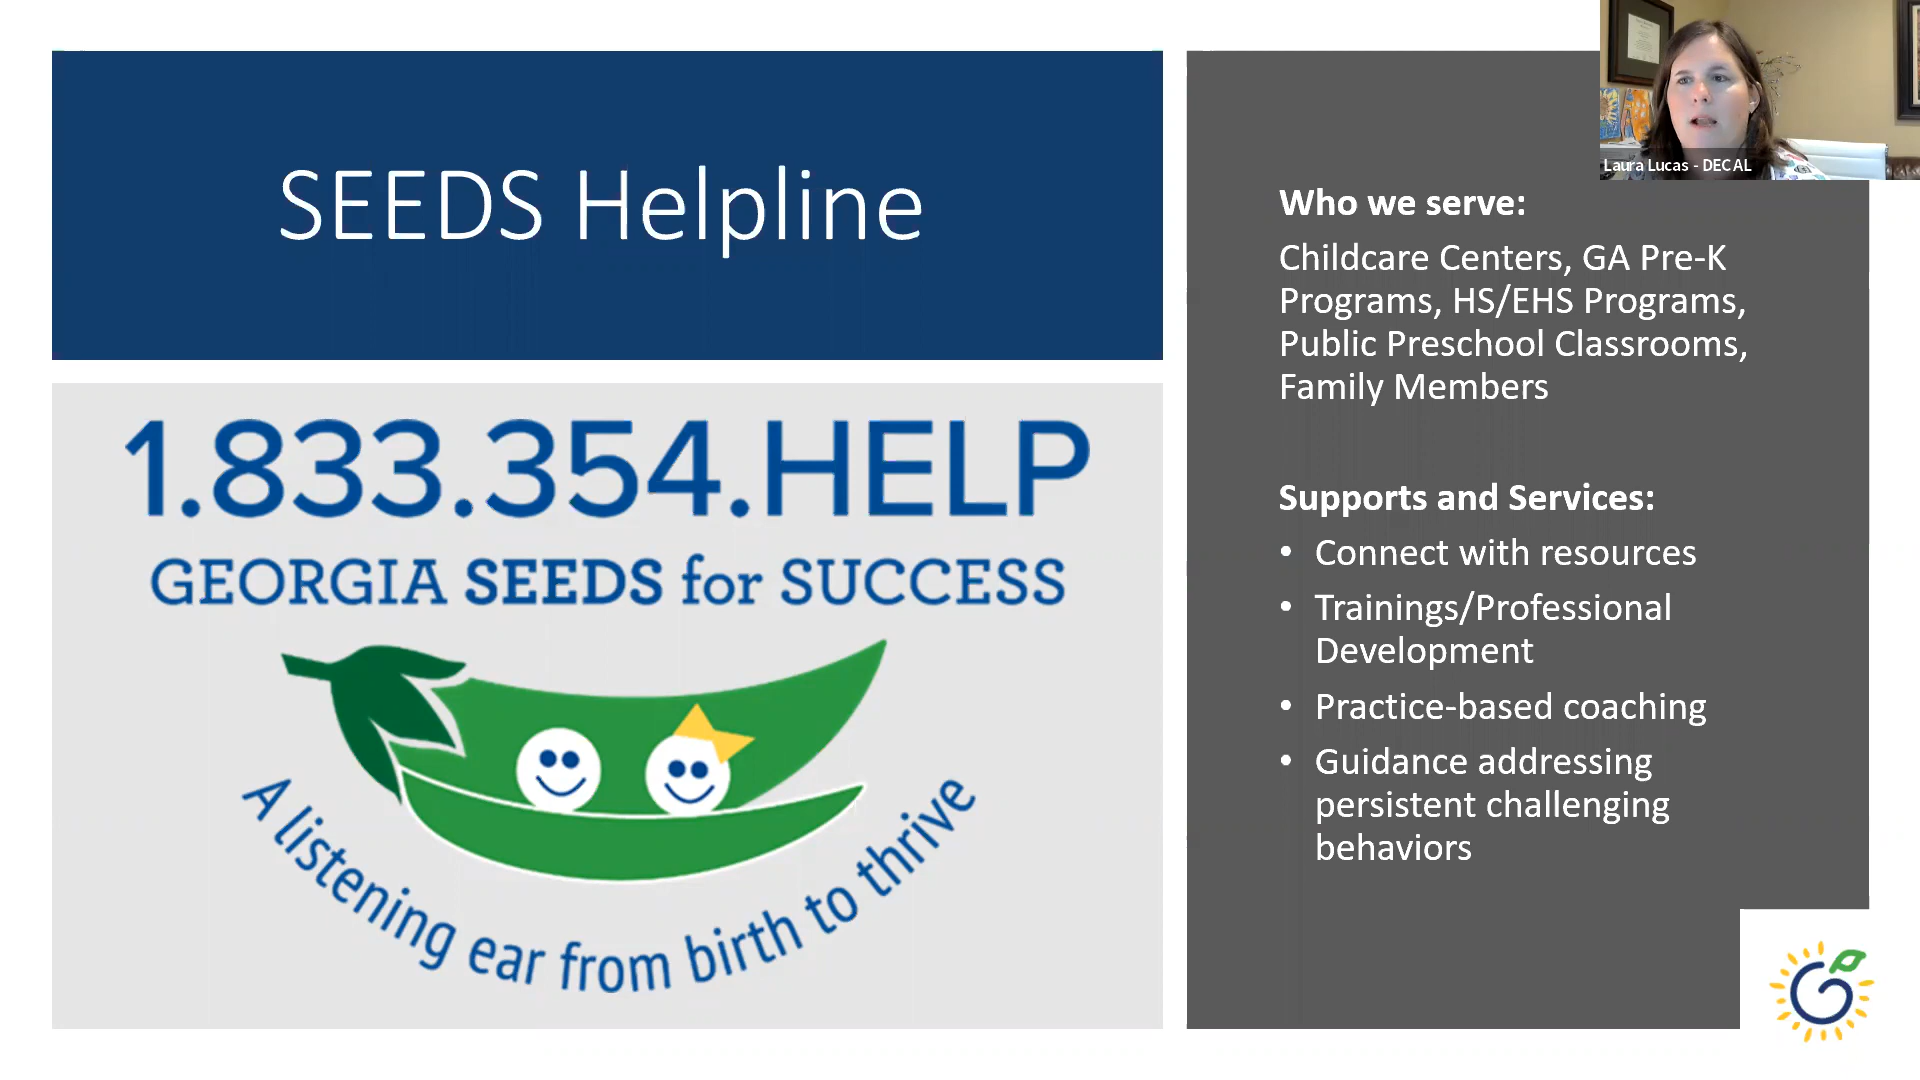 SEEDS Helpline
1.833.354.HELP
GEORGIA SEEDS for SUCCESS
A listening ear from birth to thrive
Laura Lucas - DECAL
Who we serve:
Childcare Centers, GA Pre-K
Programs, HS/EHS Programs,
Public Preschool Classrooms,
Family Members
Supports and Services:
• Connect with resources
• Trainings/Professional
Development
• Practice-based coaching
• Guidance addressing
persistent challenging
behaviors